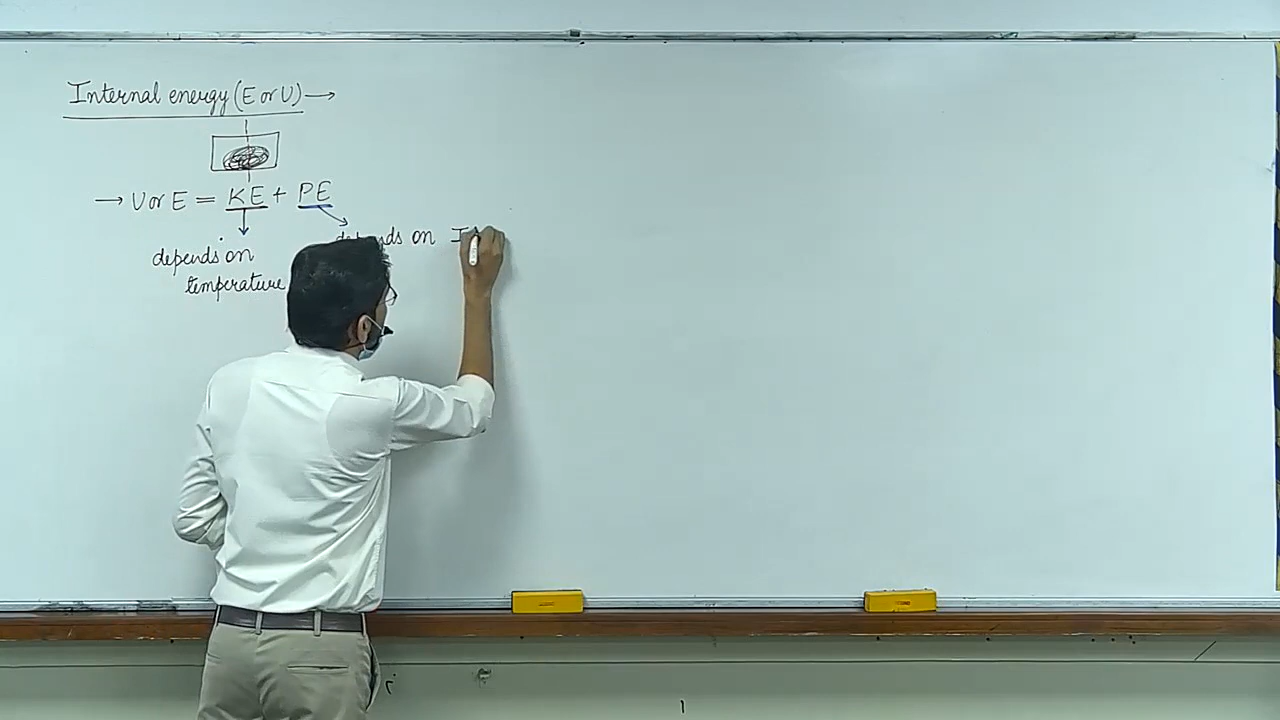 Internal energy (E or U) →
→ U or E = KE + PE
depends on
temperature
depends on I